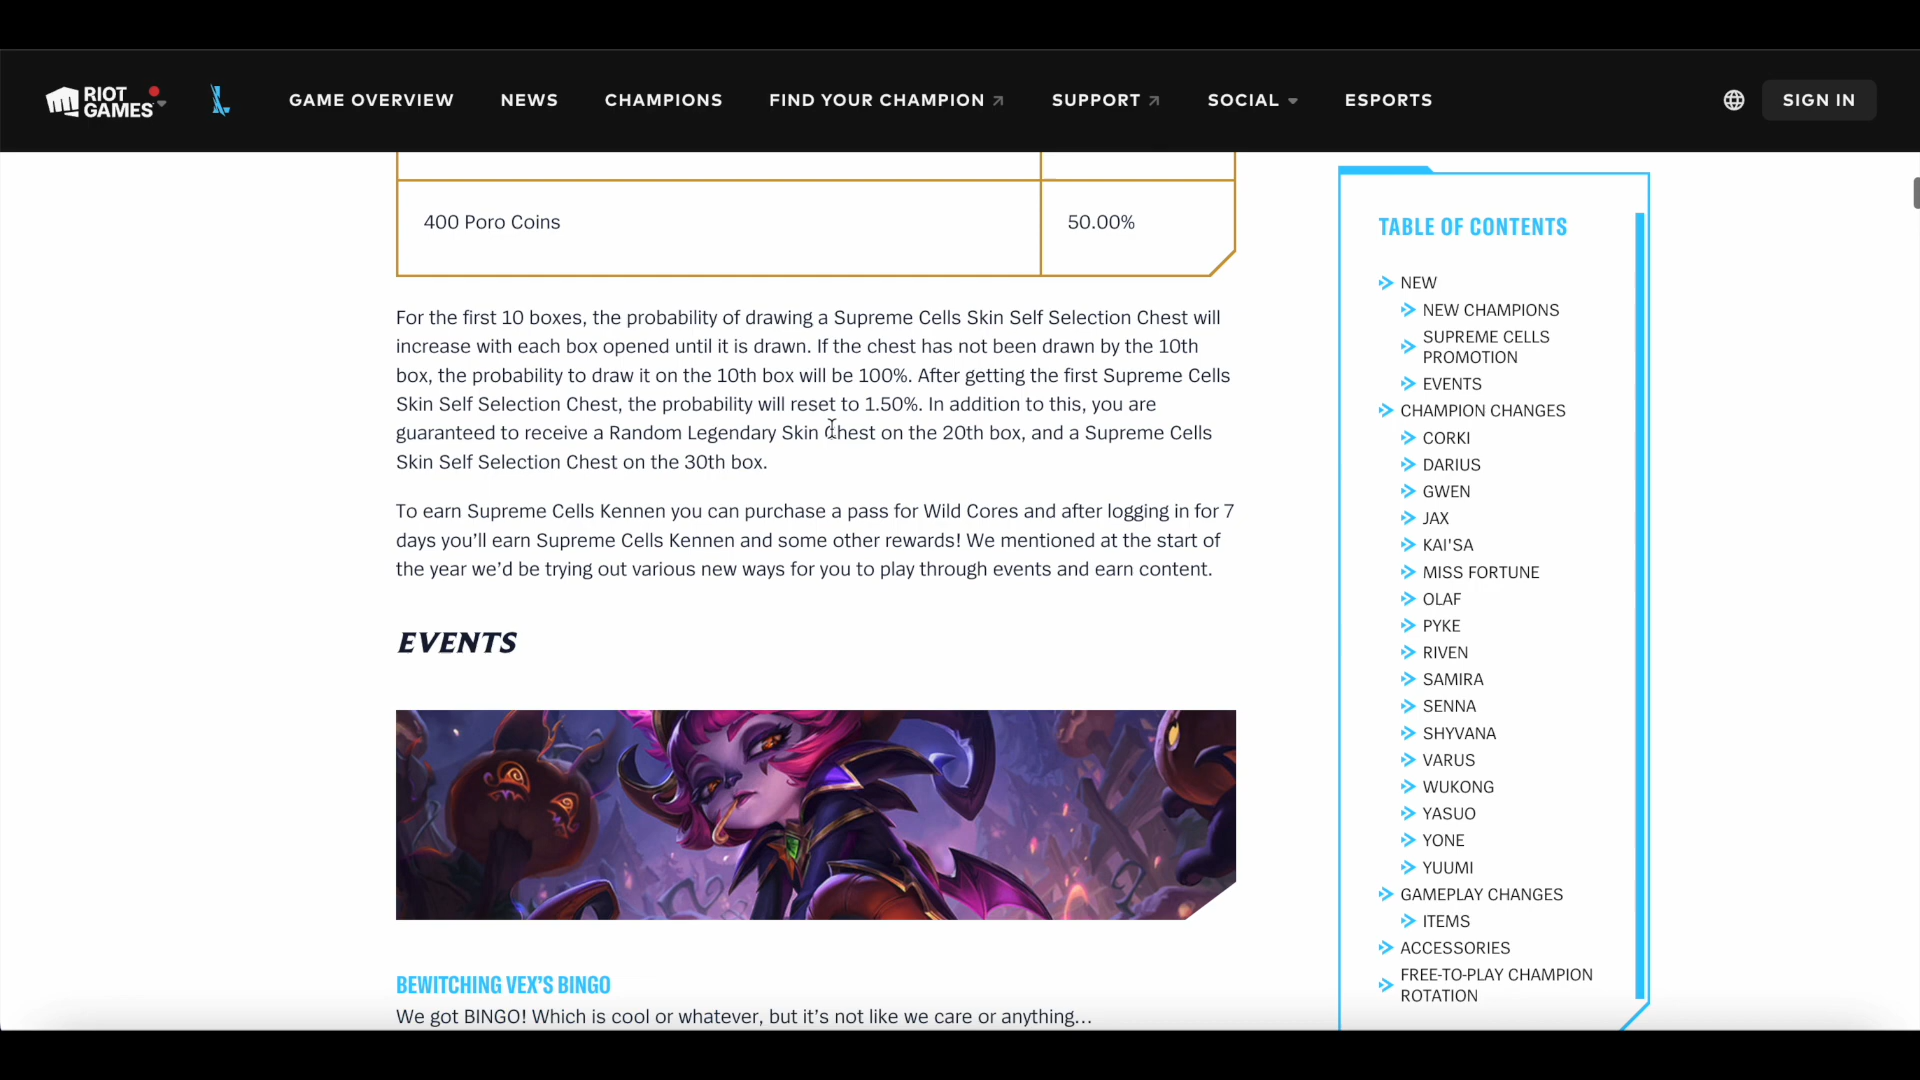 RIOT GAMES
GAME OVERVIEW
NEWS
CHAMPIONS
FIND YOUR CHAMPION
SUPPORT
SOCIAL
ESPORTS
SIGN IN
400 Poro Coins
50.00%
For the first 10 boxes, the probability of drawing a Supreme Cells Skin Self Selection Chest will
increase with each box opened until it is drawn. If the chest has not been drawn by the 10th
box, the probability to draw it on the 10th box will be 100%. After getting the first Supreme Cells
Skin Self Selection Chest, the probability will reset to 1.50%. In addition to this, you are
guaranteed to receive a Random Legendary Skin Chest on the 20th box, and a Supreme Cells
Skin Self Selection Chest on the 30th box.
To earn Supreme Cells Kennen you can purchase a pass for Wild Cores and after logging in for 7
days you’ll earn Supreme Cells Kennen and some other rewards! We mentioned at the start of
the year we’d be trying out various new ways for you to play through events and earn content.
EVENTS
BEWITCHING VEX’S BINGO
We got BINGO! Which is cool or whatever, but it’s not like we care or anything...
TABLE OF CONTENTS
NEW
NEW CHAMPIONS
SUPREME CELLS
PROMOTION
EVENTS
CHAMPION CHANGES
CORKI
DARIUS
GWEN
JAX
KAI'SA
MISS FORTUNE
OLAF
PYKE
RIVEN
SAMIRA
SENNA
SHYVANA
VARUS
WUKONG
YASUO
YONE
YUUMI
GAMEPLAY CHANGES
ITEMS
ACCESSORIES
FREE-TO-PLAY CHAMPION
ROTATION